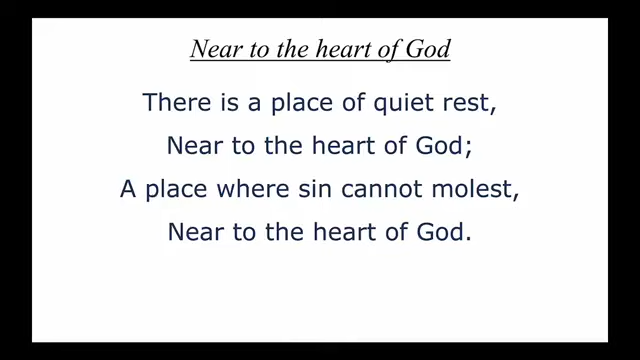 Near to the heart of God
There is a place of quiet rest,
Near to the heart of God;
A place where sin cannot molest,
Near to the heart of God.